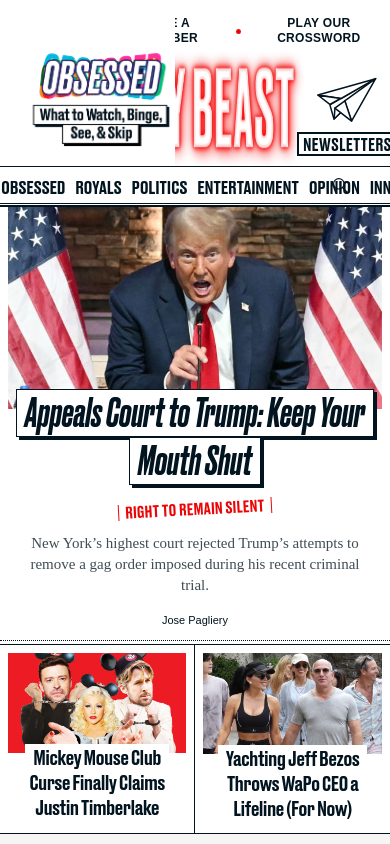 E A
PLAY OUR
BER
CROSSWORD
OBSESSED
What to Watch, Binge,
See, & Skip
Y BEAST
NEWSLETTERS
OBSESSED ROYALS POLITICS ENTERTAINMENT OPINION INN
Appeals Court to Trump: Keep Your
Mouth Shut
RIGHT TO REMAIN SILENT
New York’s highest court rejected Trump’s attempts to
remove a gag order imposed during his recent criminal
trial.
Jose Pagliery
Mickey Mouse Club
Curse Finally Claims
Justin Timberlake
Yachting Jeff Bezos
Throws WaPo CEO a
Lifeline (For Now)